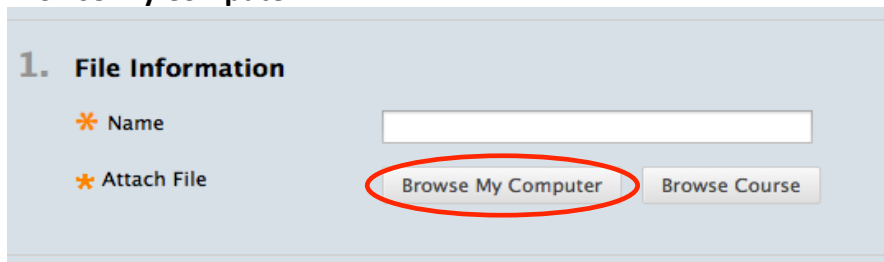 1. File Information
* Name
* Attach File Browse My Computer Browse Course